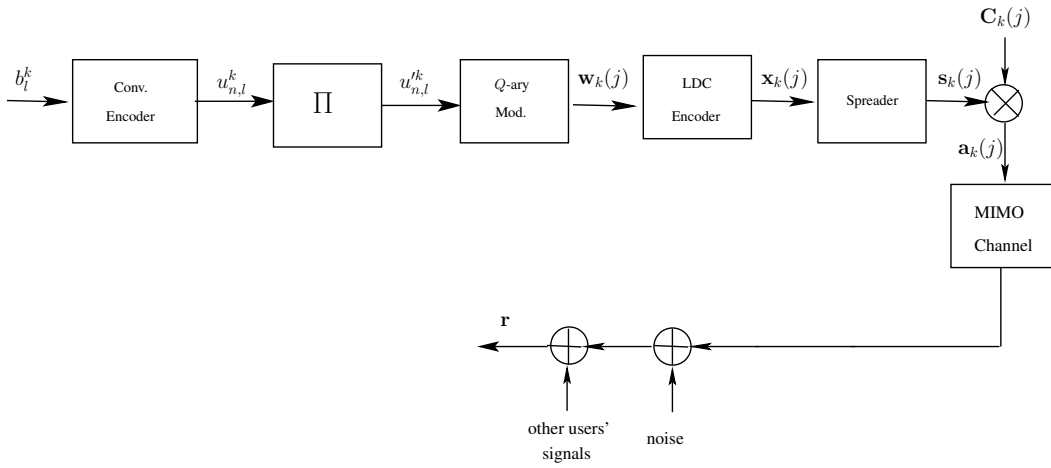 C_k(j)
b_l^k
Conv.
Encoder
u_{n,l}^k
∏
u'^k_{n,l}
Q-ary
Mod.
w_k(j)
LDC
Encoder
x_k(j)
Spreader
s_k(j)
a_k(j)
MIMO
Channel
r
other users'
signals
noise